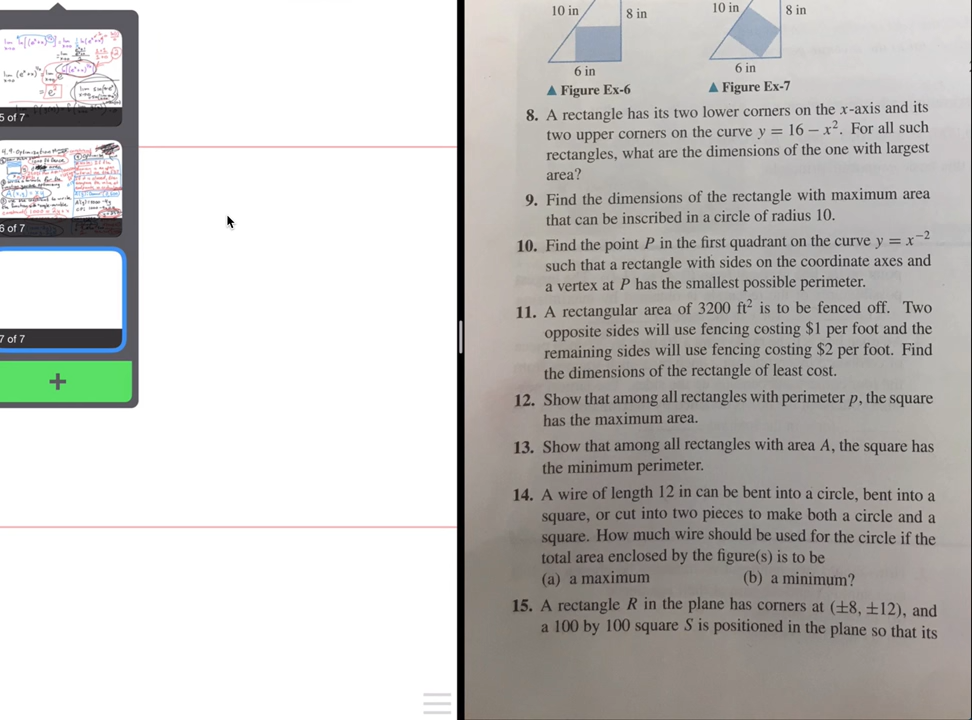 5 of 7
6 of 7
7 of 7
+
10 in
8 in
10 in
8 in
6 in
6 in
▲ Figure Ex-6
▲ Figure Ex-7
8. A rectangle has its two lower corners on the x-axis and its
two upper corners on the curve y = 16 − x². For all such
rectangles, what are the dimensions of the one with largest
area?
9. Find the dimensions of the rectangle with maximum area
that can be inscribed in a circle of radius 10.
10. Find the point P in the first quadrant on the curve y = x⁻²
such that a rectangle with sides on the coordinate axes and
a vertex at P has the smallest possible perimeter.
11. A rectangular area of 3200 ft² is to be fenced off. Two
opposite sides will use fencing costing $1 per foot and the
remaining sides will use fencing costing $2 per foot. Find
the dimensions of the rectangle of least cost.
12. Show that among all rectangles with perimeter p, the square
has the maximum area.
13. Show that among all rectangles with area A, the square has
the minimum perimeter.
14. A wire of length 12 in can be bent into a circle, bent into a
square, or cut into two pieces to make both a circle and a
square. How much wire should be used for the circle if the
total area enclosed by the figure(s) is to be
(a) a maximum (b) a minimum?
15. A rectangle R in the plane has corners at (±8, ±12), and
a 100 by 100 square S is positioned in the plane so that its